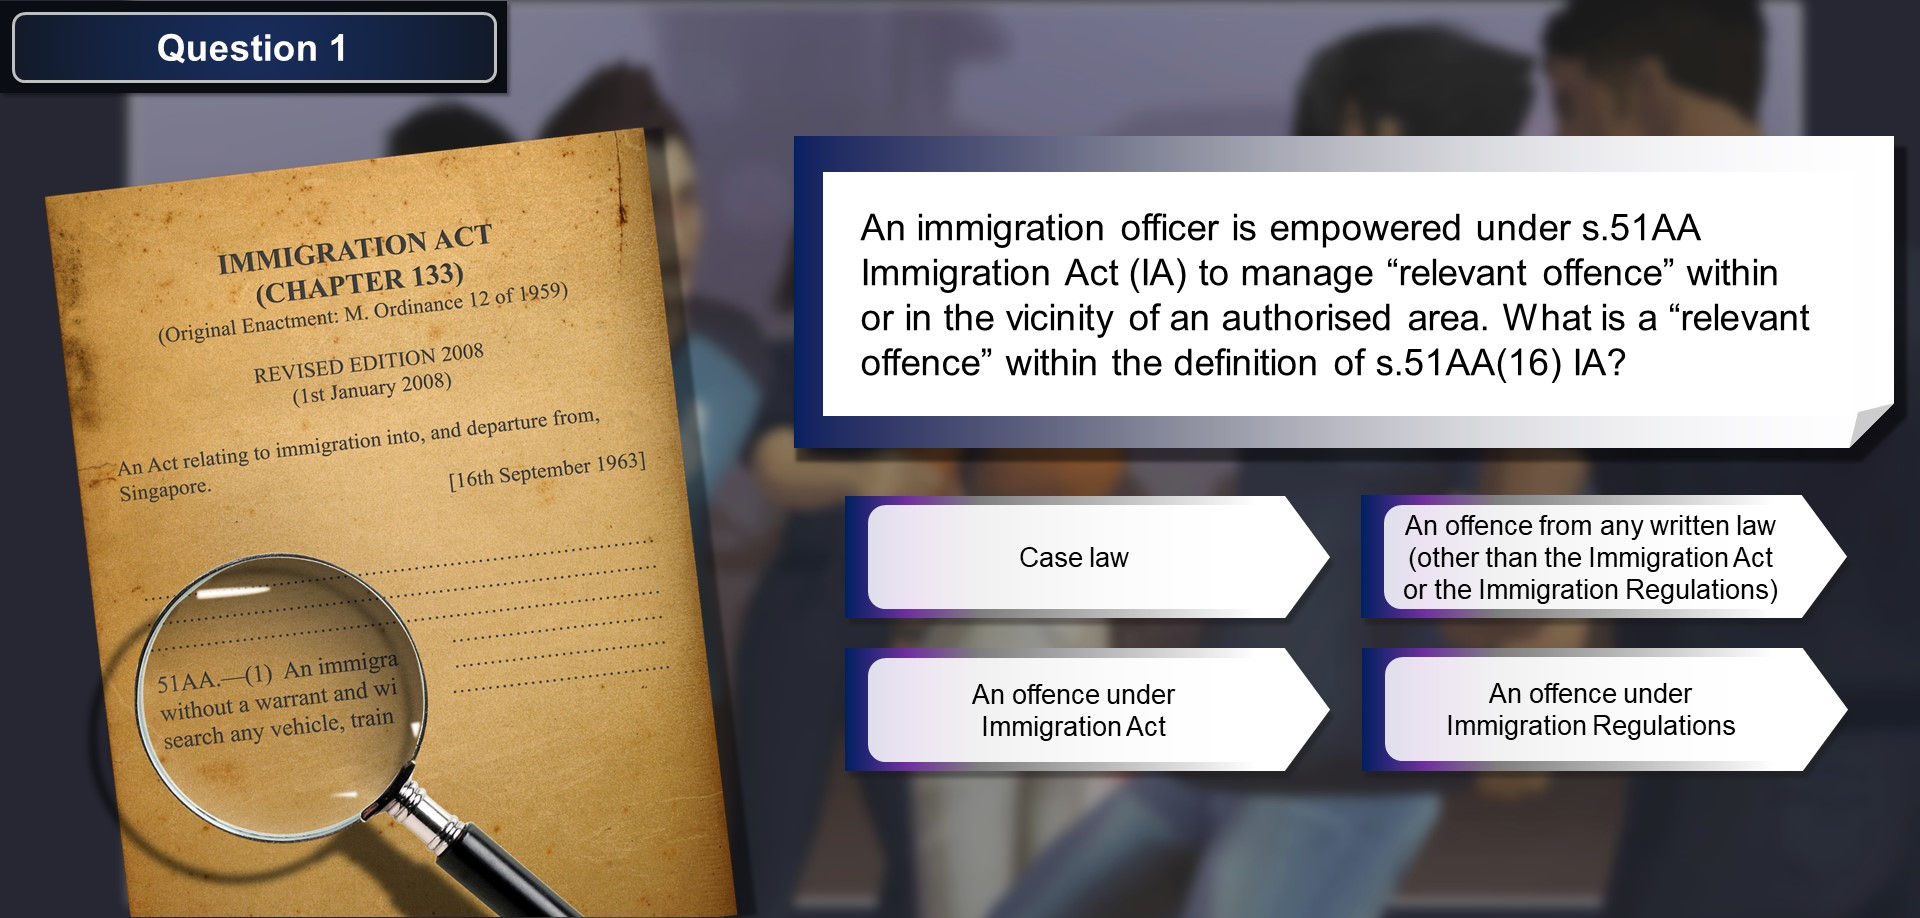 Question 1
IMMIGRATION ACT
(CHAPTER 133)
(Original Enactment: M. Ordinance 12 of 1959)
REVISED EDITION 2008
(1st January 2008)
An Act relating to immigration into, and departure from,
Singapore.
[16th September 1963]
51AA.—(1) An immigra
without a warrant and wi
search any vehicle, train
An immigration officer is empowered under s.51AA
Immigration Act (IA) to manage “relevant offence” within
or in the vicinity of an authorised area. What is a “relevant
offence” within the definition of s.51AA(16) IA?
Case law
An offence from any written law
(other than the Immigration Act
or the Immigration Regulations)
An offence under
Immigration Act
An offence under
Immigration Regulations